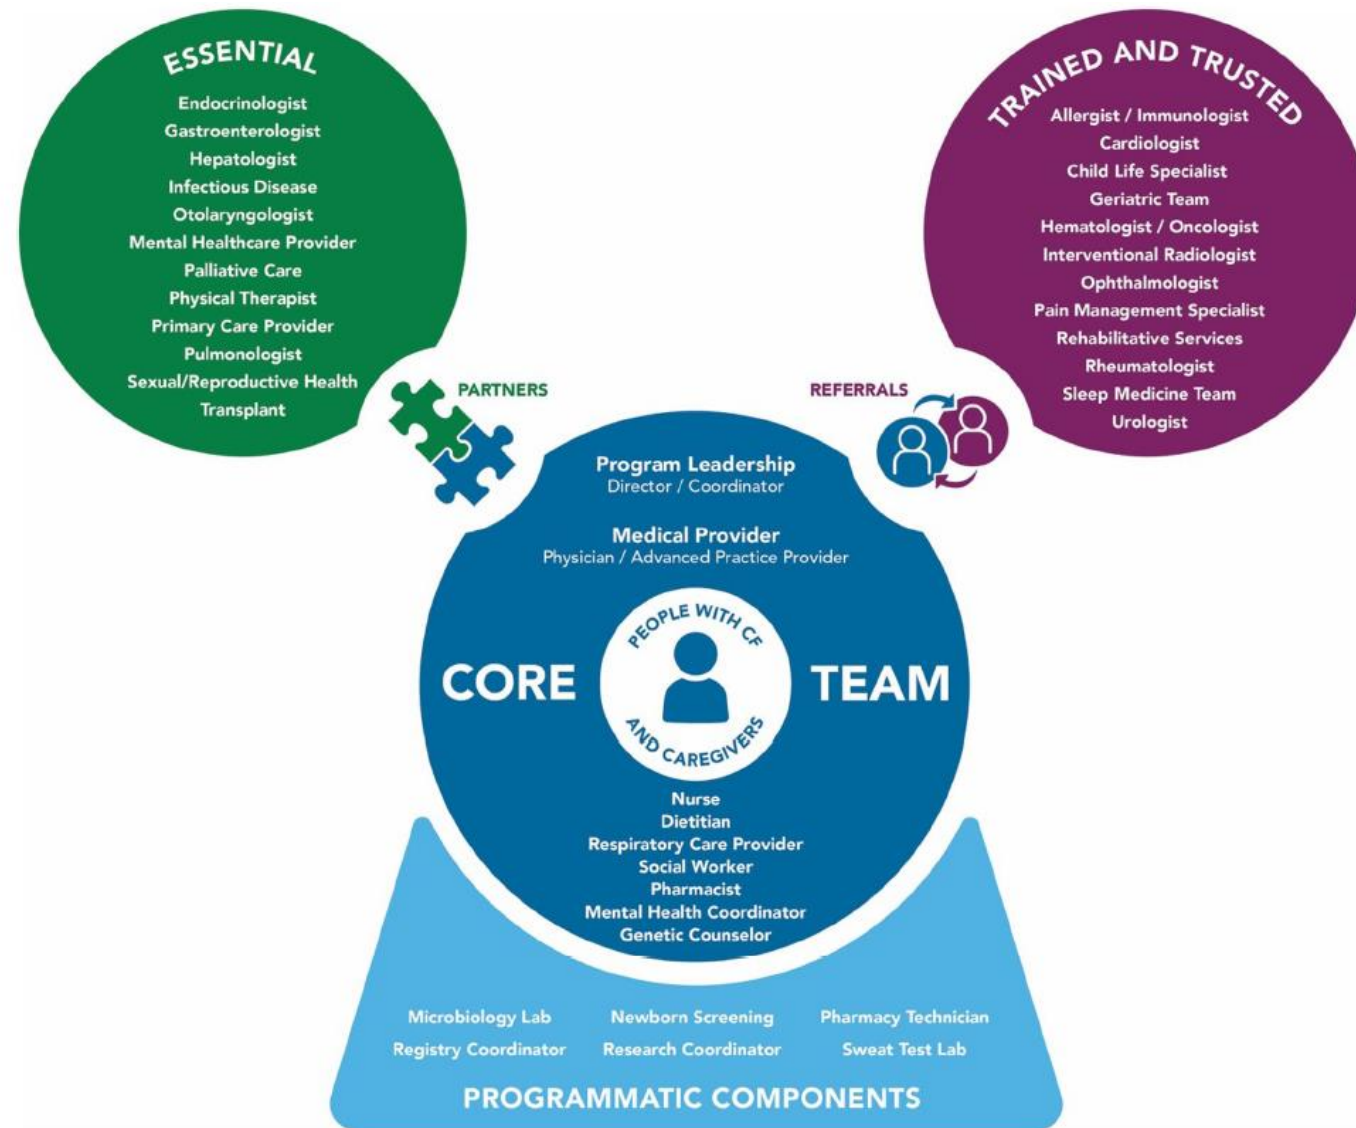 ESSENTIAL
Endocrinologist
Gastroenterologist
Hepatologist
Infectious Disease
Otolaryngologist
Mental Healthcare Provider
Palliative Care
Physical Therapist
Primary Care Provider
Pulmonologist
Sexual/Reproductive Health
Transplant
PARTNERS
TRAINED AND TRUSTED
Allergist / Immunologist
Cardiologist
Child Life Specialist
Geriatric Team
Hematologist / Oncologist
Interventional Radiologist
Ophthalmologist
Pain Management Specialist
Rehabilitative Services
Rheumatologist
Sleep Medicine Team
Urologist
REFERRALS
Program Leadership
Director / Coordinator
Medical Provider
Physician / Advanced Practice Provider
CORE TEAM
PEOPLE WITH CF
AND CAREGIVERS
Nurse
Dietitian
Respiratory Care Provider
Social Worker
Pharmacist
Mental Health Coordinator
Genetic Counselor
Microbiology Lab Newborn Screening Pharmacy Technician
Registry Coordinator Research Coordinator Sweat Test Lab
PROGRAMMATIC COMPONENTS